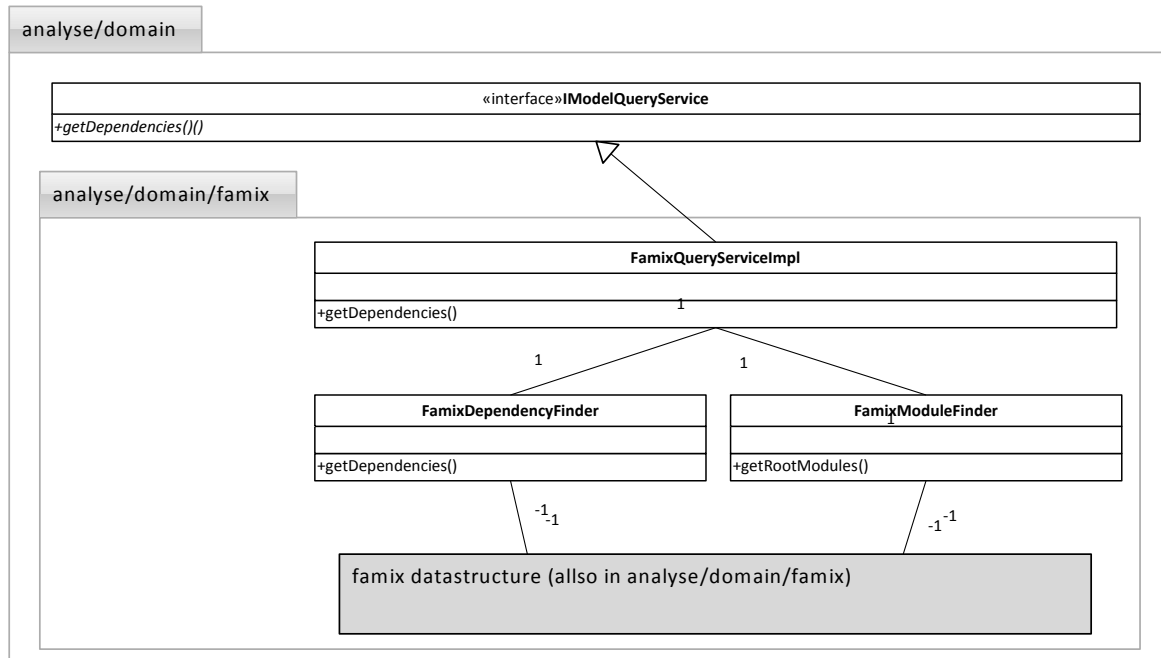 analyse/domain
«interface»IModelQueryService
+getDependencies()()
analyse/domain/famix
FamixQueryServiceImpl
1
+getDependencies()
1
1
FamixDependencyFinder
FamixModuleFinder
1
+getDependencies()
+getRootModules()
-1
-1
-1
-1
famix datastructure (allso in analyse/domain/famix)